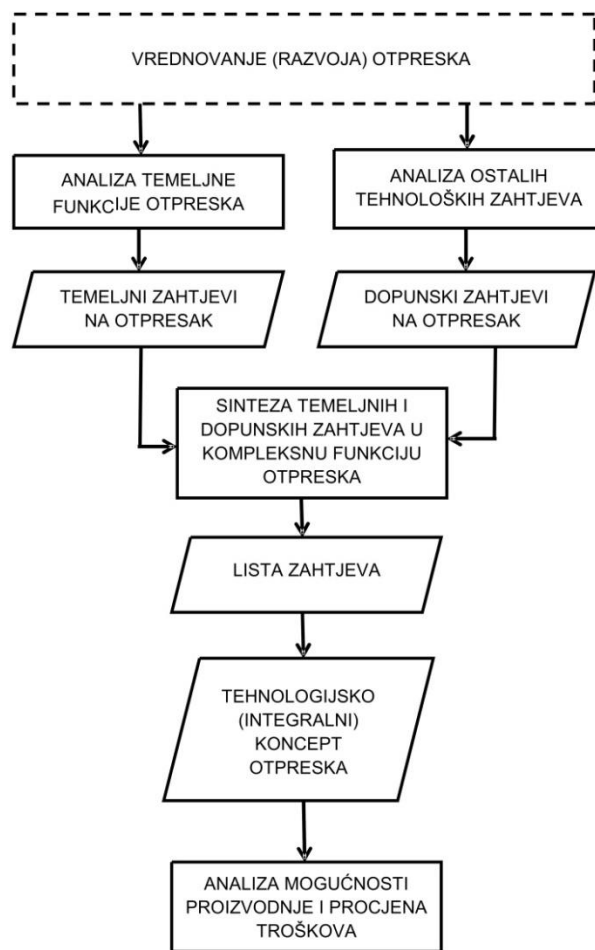 VREDNOVANJE (RAZVOJA) OTPRESKA
ANALIZA TEMELJNE
FUNKCIJE OTPRESKA
ANALIZA OSTALIH
TEHNOLOŠKIH ZAHTJEVA
TEMELJNI ZAHTJEVI
NA OTPRESAK
DOPUNSKI ZAHTJEVI
NA OTPRESAK
SINTEZA TEMELJNIH I
DOPUNSKIH ZAHTJEVA U
KOMPLEKSNU FUNKCIJU
OTPRESKA
LISTA ZAHTJEVA
TEHNOLOGIJSKO
(INTEGRALNI)
KONCEPT
OTPRESKA
ANALIZA MOGUĆNOSTI
PROIZVODNJE I PROCJENA
TROŠKOVA